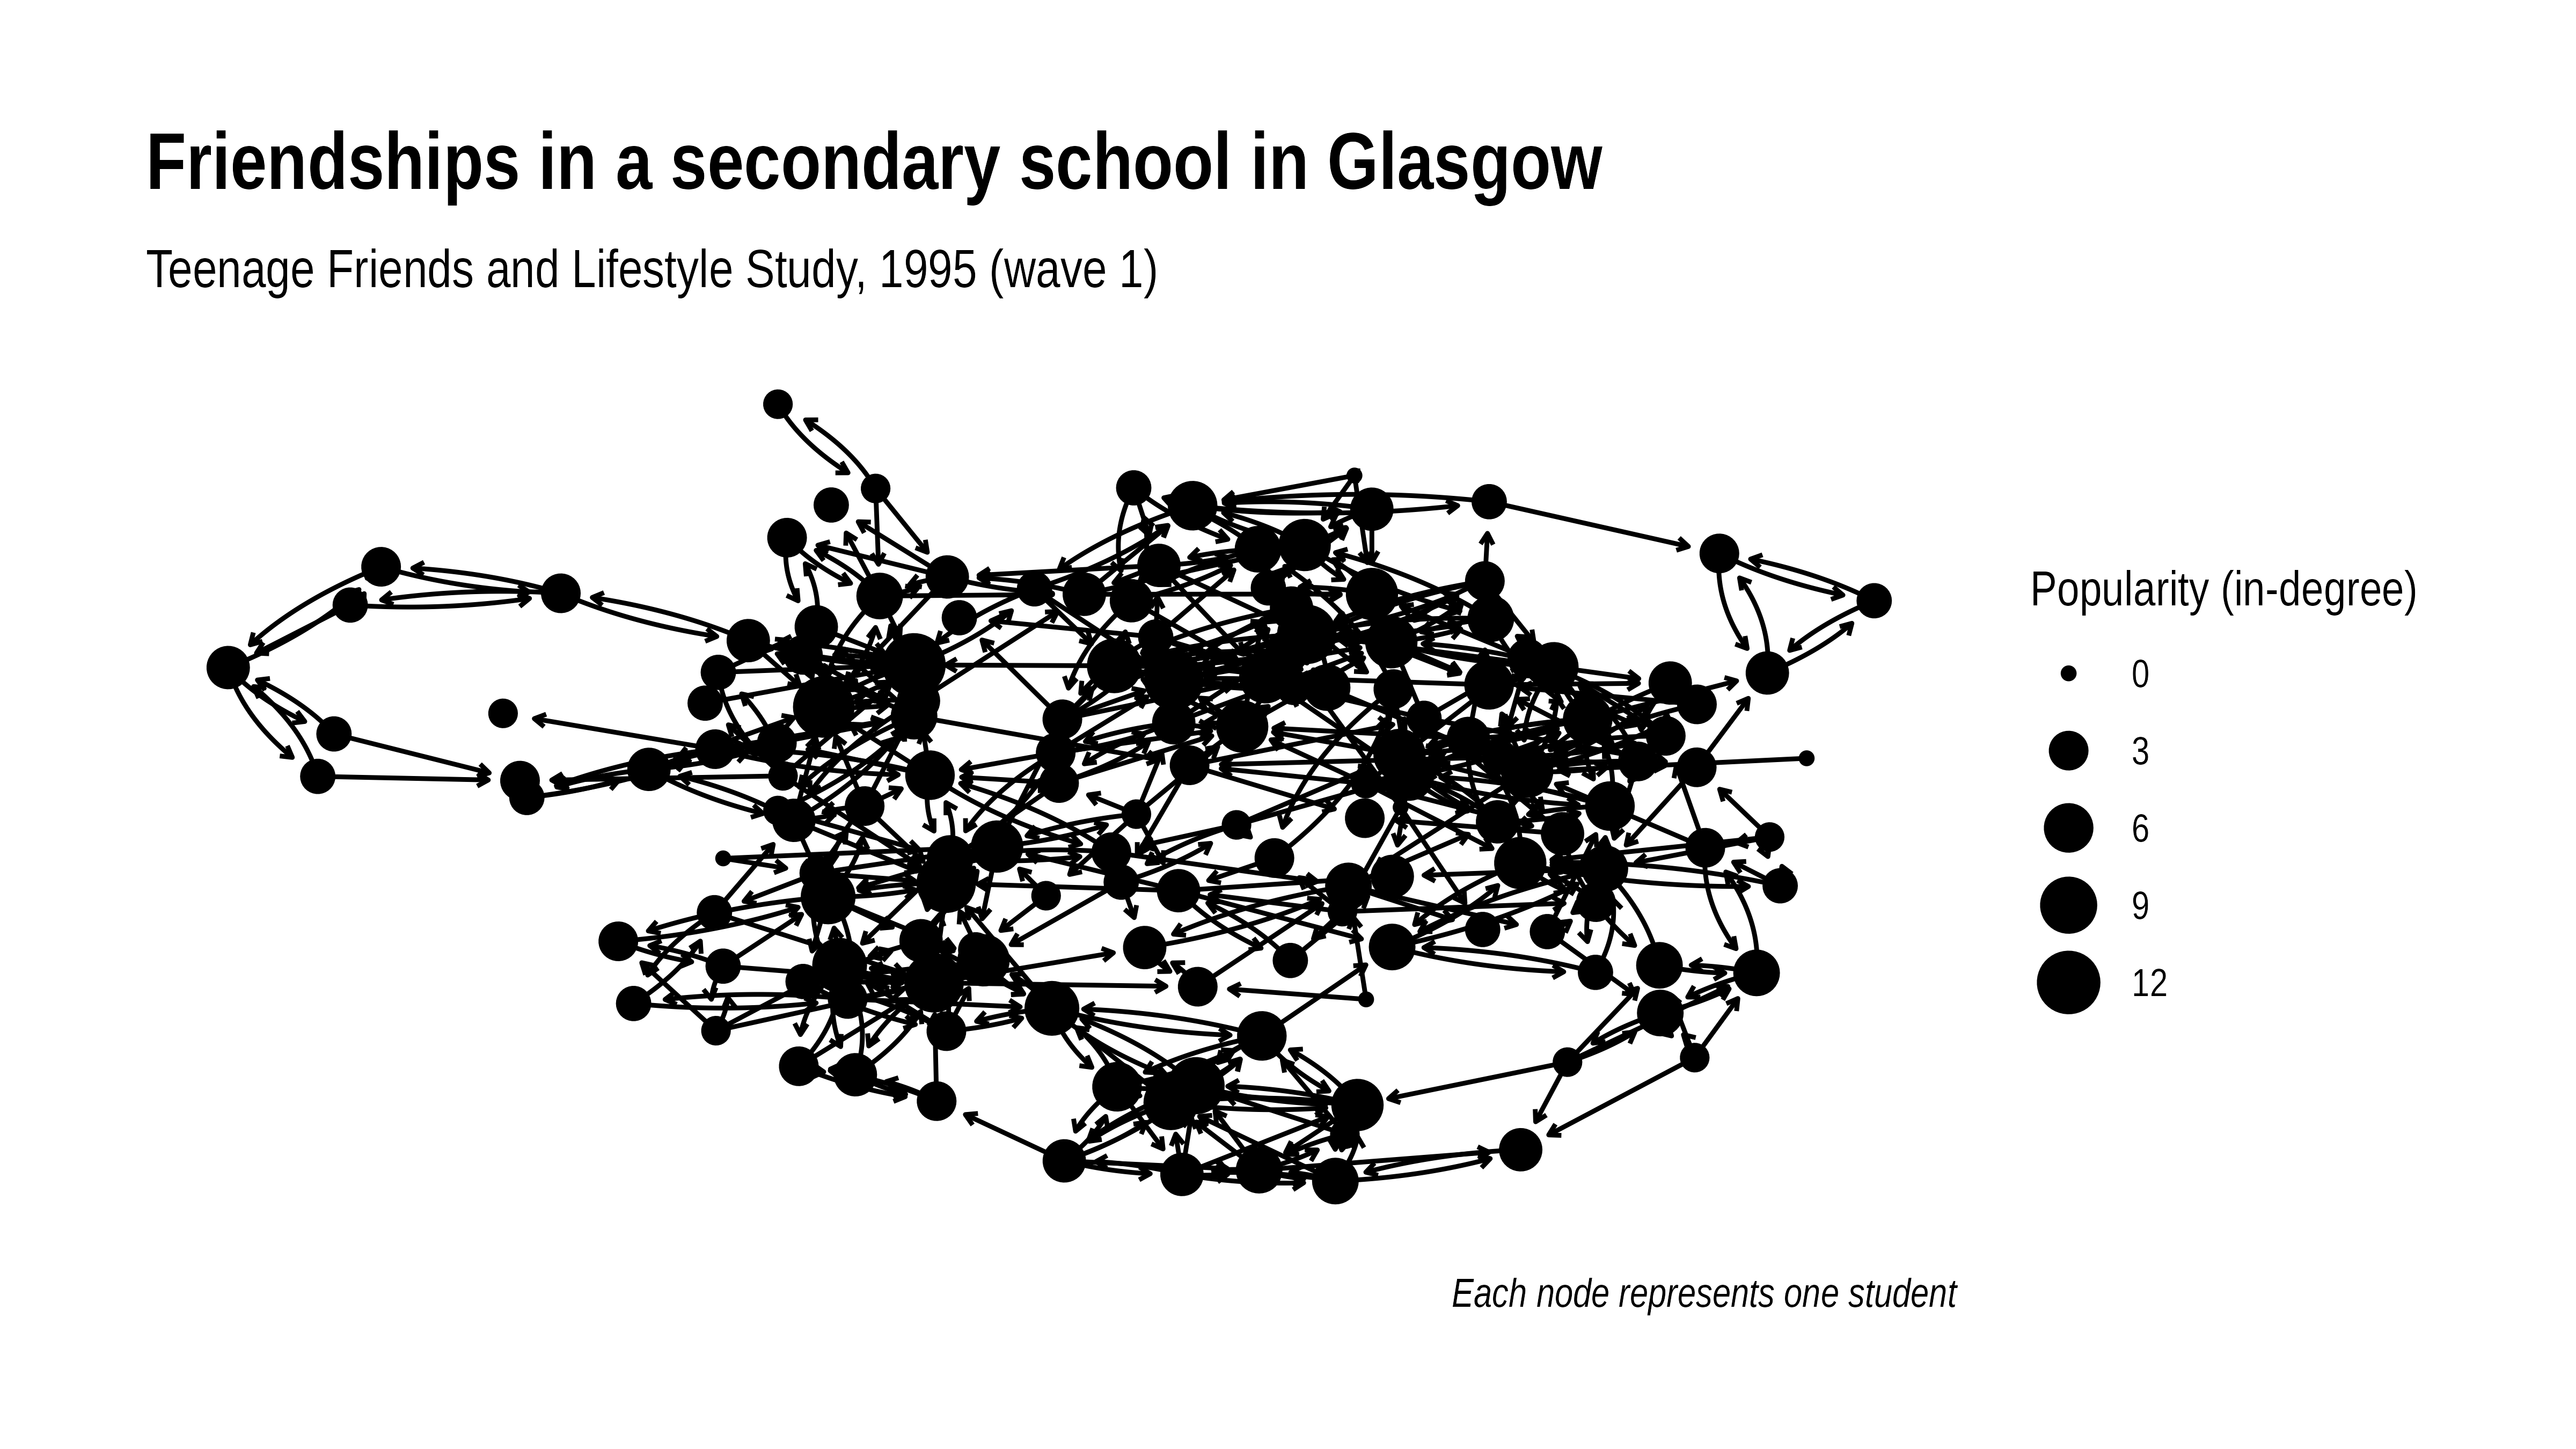 Friendships in a secondary school in Glasgow
Teenage Friends and Lifestyle Study, 1995 (wave 1)
Popularity (in-degree)
0
3
6
9
12
Each node represents one student